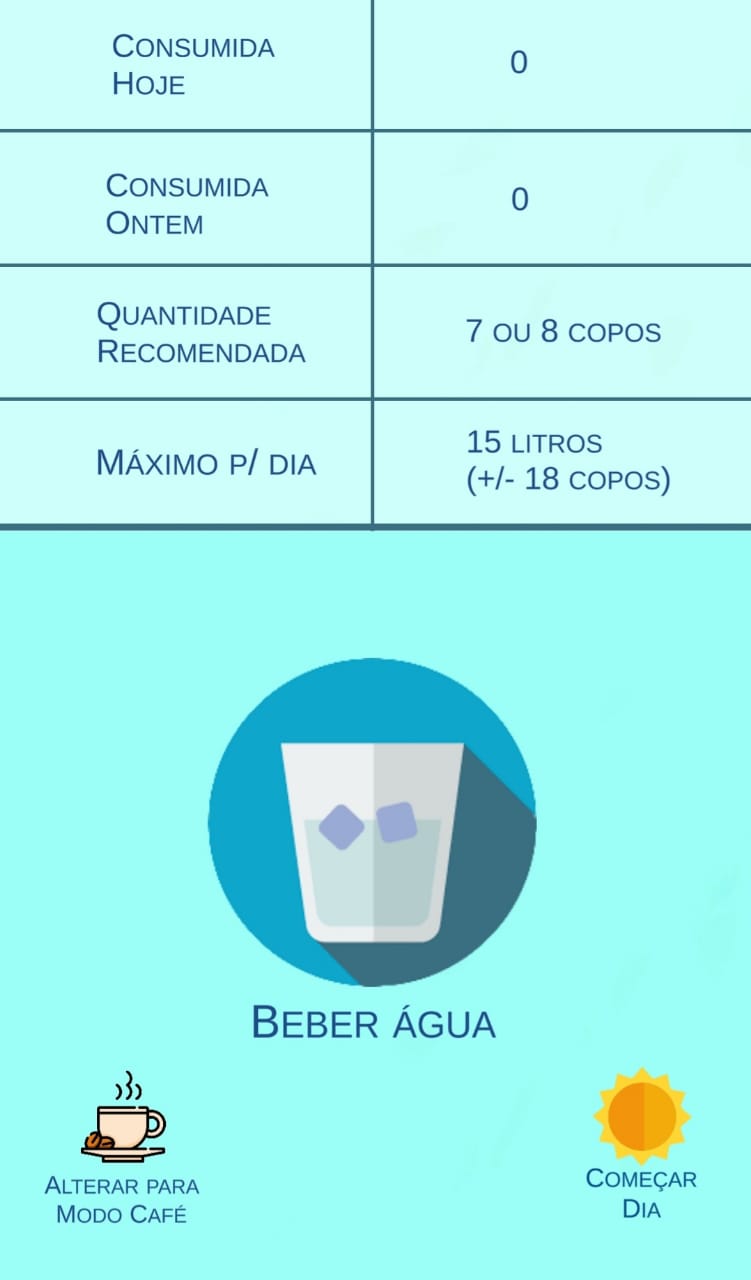 Consumida
Hoje
0
Consumida
Ontem
0
Quantidade
Recomendada
7 ou 8 copos
Máximo p/ dia
15 litros
(+/- 18 copos)
Beber água
Alterar para
Modo Café
Começar
Dia